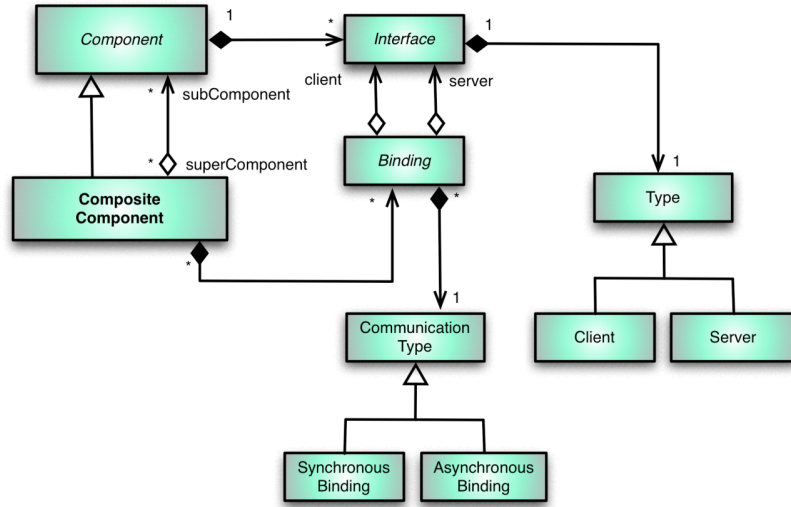 1
*
Component
Interface
1
client
server
*
subComponent
*
superComponent
Binding
1
Composite
Component
*
*
Type
*
1
Communication
Type
Client
Server
Synchronous
Binding
Asynchronous
Binding